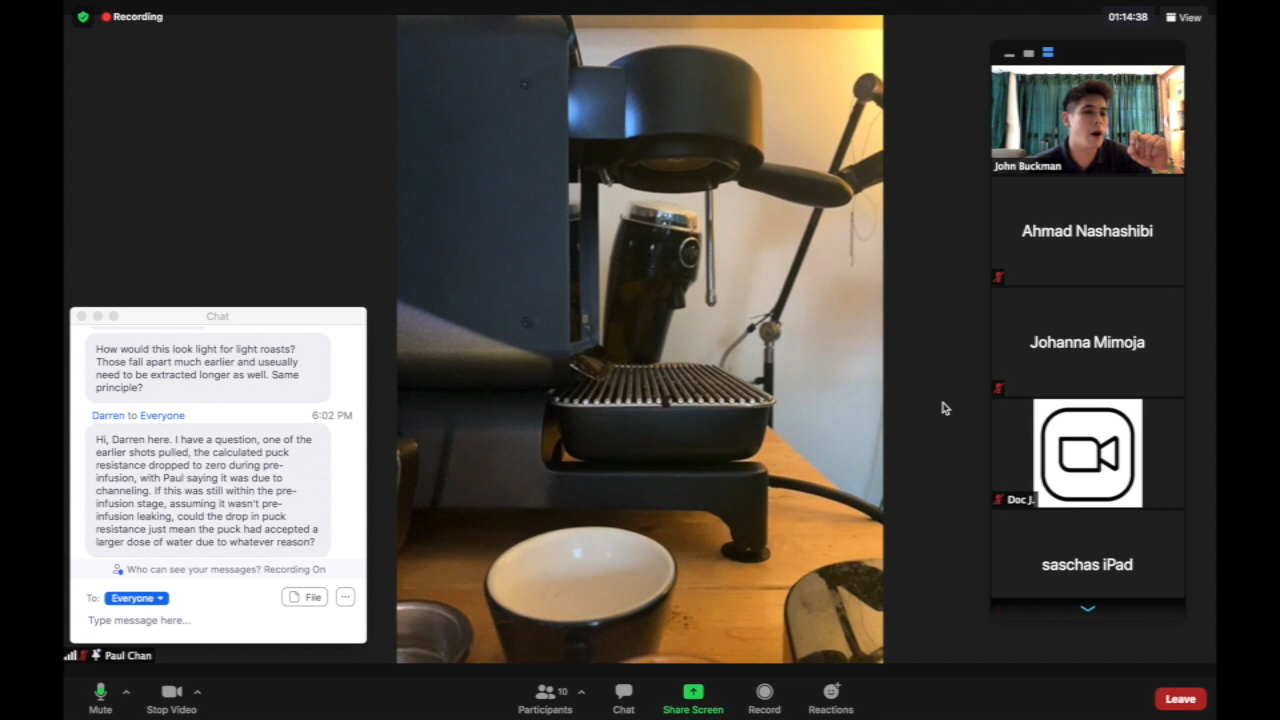 Recording
01:14:38
View
John Buckman
Ahmad Nashashibi
Johanna Mimoja
Doc J.
saschas iPad
Chat
How would this look light for light roasts?
Those fall apart much earlier and useually
need to be extracted longer as well. Same
principle?
Darren to Everyone
6:02 PM
Hi, Darren here. I have a question, one of the
earlier shots pulled, the calculated puck
resistance dropped to zero during pre-
infusion, with Paul saying it was due to
channeling. If this was still within the pre-
infusion stage, assuming it wasn't pre-
infusion leaking, could the drop in puck
resistance just mean the puck had accepted a
larger dose of water due to whatever reason?
Who can see your messages? Recording On
To: Everyone
File
Type message here...
Paul Chan
Mute
Stop Video
10
Participants
Chat
Share Screen
Record
Reactions
Leave